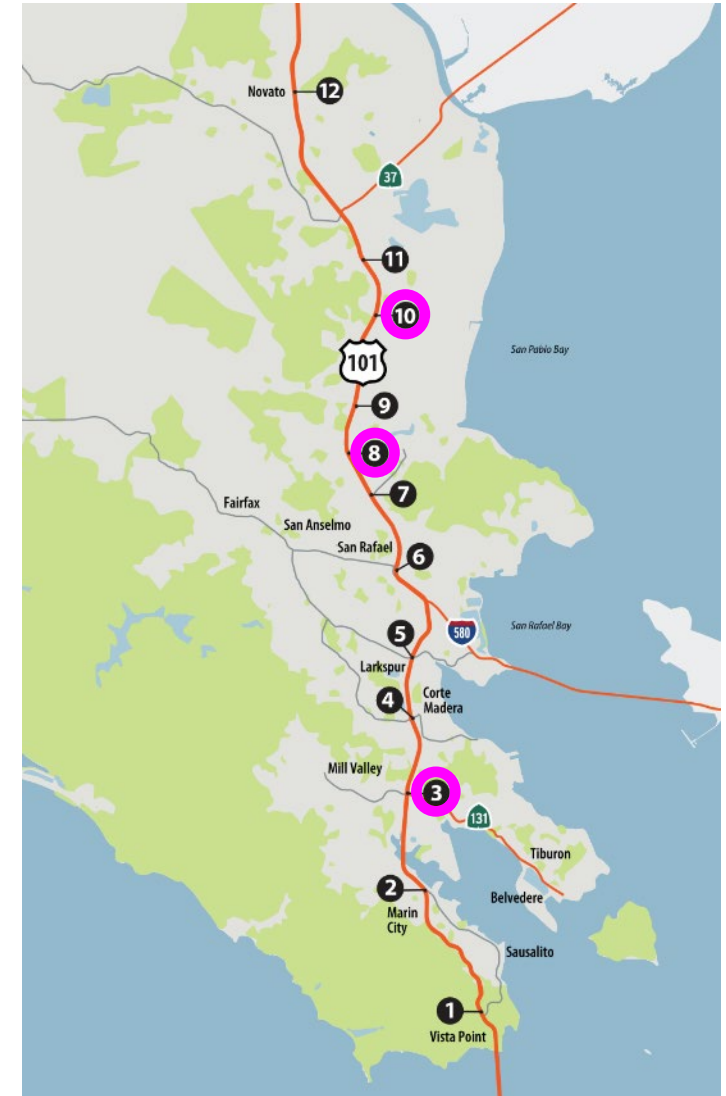 Novato
12
37
11
10
San Pablo Bay
101
9
8
7
Fairfax
San Anselmo
San Rafael
6
580
San Rafael Bay
5
Larkspur
4
Corte
Madera
Mill Valley
3
131
Tiburon
2
Belvedere
Marin
City
Sausalito
1
Vista Point